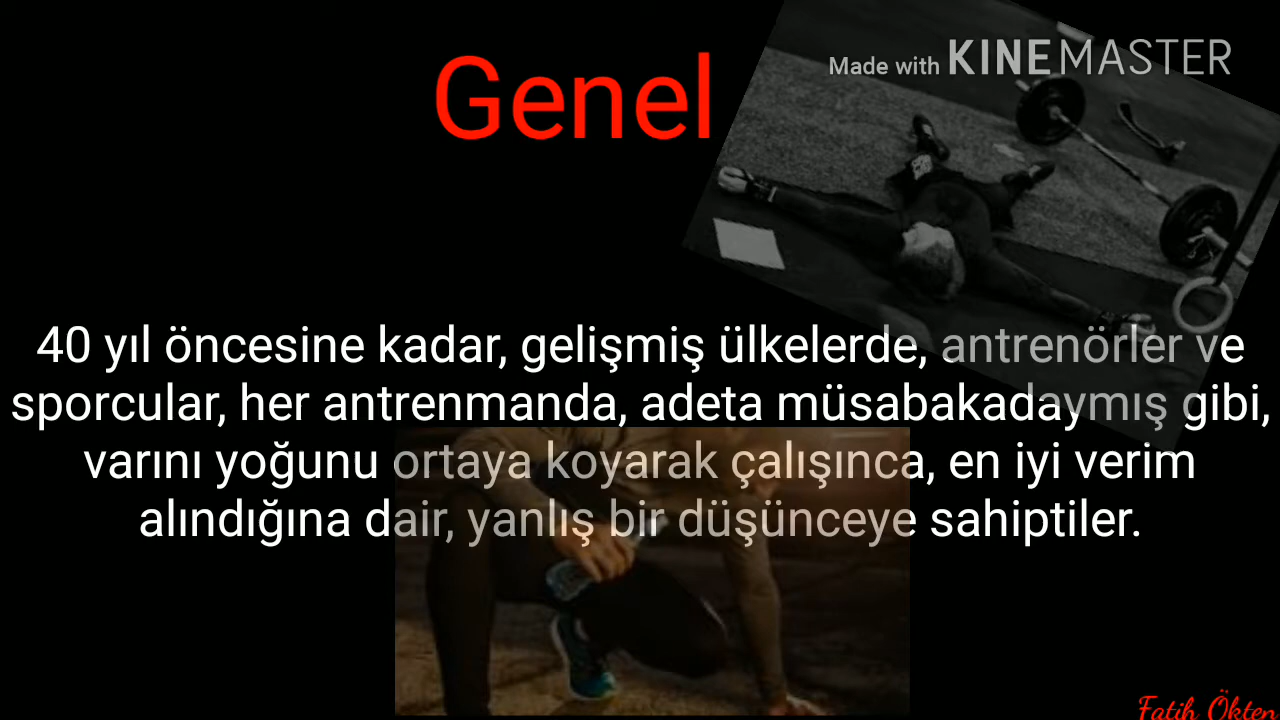 Made with KINEMASTER
Genel
40 yıl öncesine kadar, gelişmiş ülkelerde, antrenörler ve
sporcular, her antrenmanda, adeta müsabakadaymış gibi,
varını yoğunu ortaya koyarak çalışınca, en iyi verim
alındığına dair, yanlış bir düşünceye sahiptiler.
Fatih Ökten